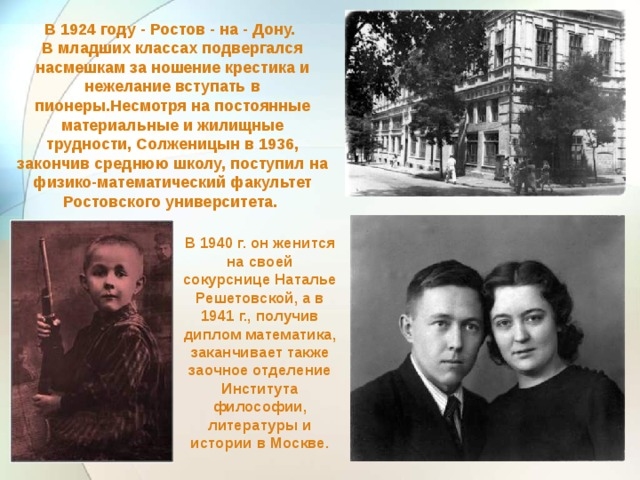 В 1924 году - Ростов - на - Дону.
В младших классах подвергался
насмешкам за ношение крестика и
нежелание вступать в
пионеры.Несмотря на постоянные
материальные и жилищные
трудности, Солженицын в 1936,
закончив среднюю школу, поступил на
физико-математический факультет
Ростовского университета.
В 1940 г. он женится
на своей
сокурснице Наталье
Решетовской, а в
1941 г., получив
диплом математика,
заканчивает также
заочное отделение
Института
философии,
литературы и
истории в Москве.